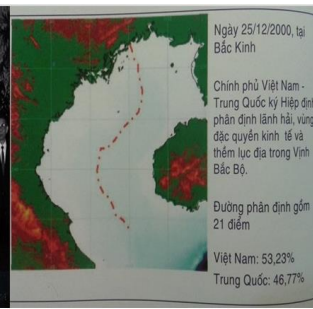 Ngày 25/12/2000, tại
Bắc Kinh
Chính phủ Việt Nam -
Trung Quốc ký Hiệp định
phân định lãnh hải, vùng
đặc quyền kinh tế và
thềm lục địa trong Vịnh
Bắc Bộ.
Đường phân định gồm
21 điểm
Việt Nam: 53,23%
Trung Quốc: 46,77%